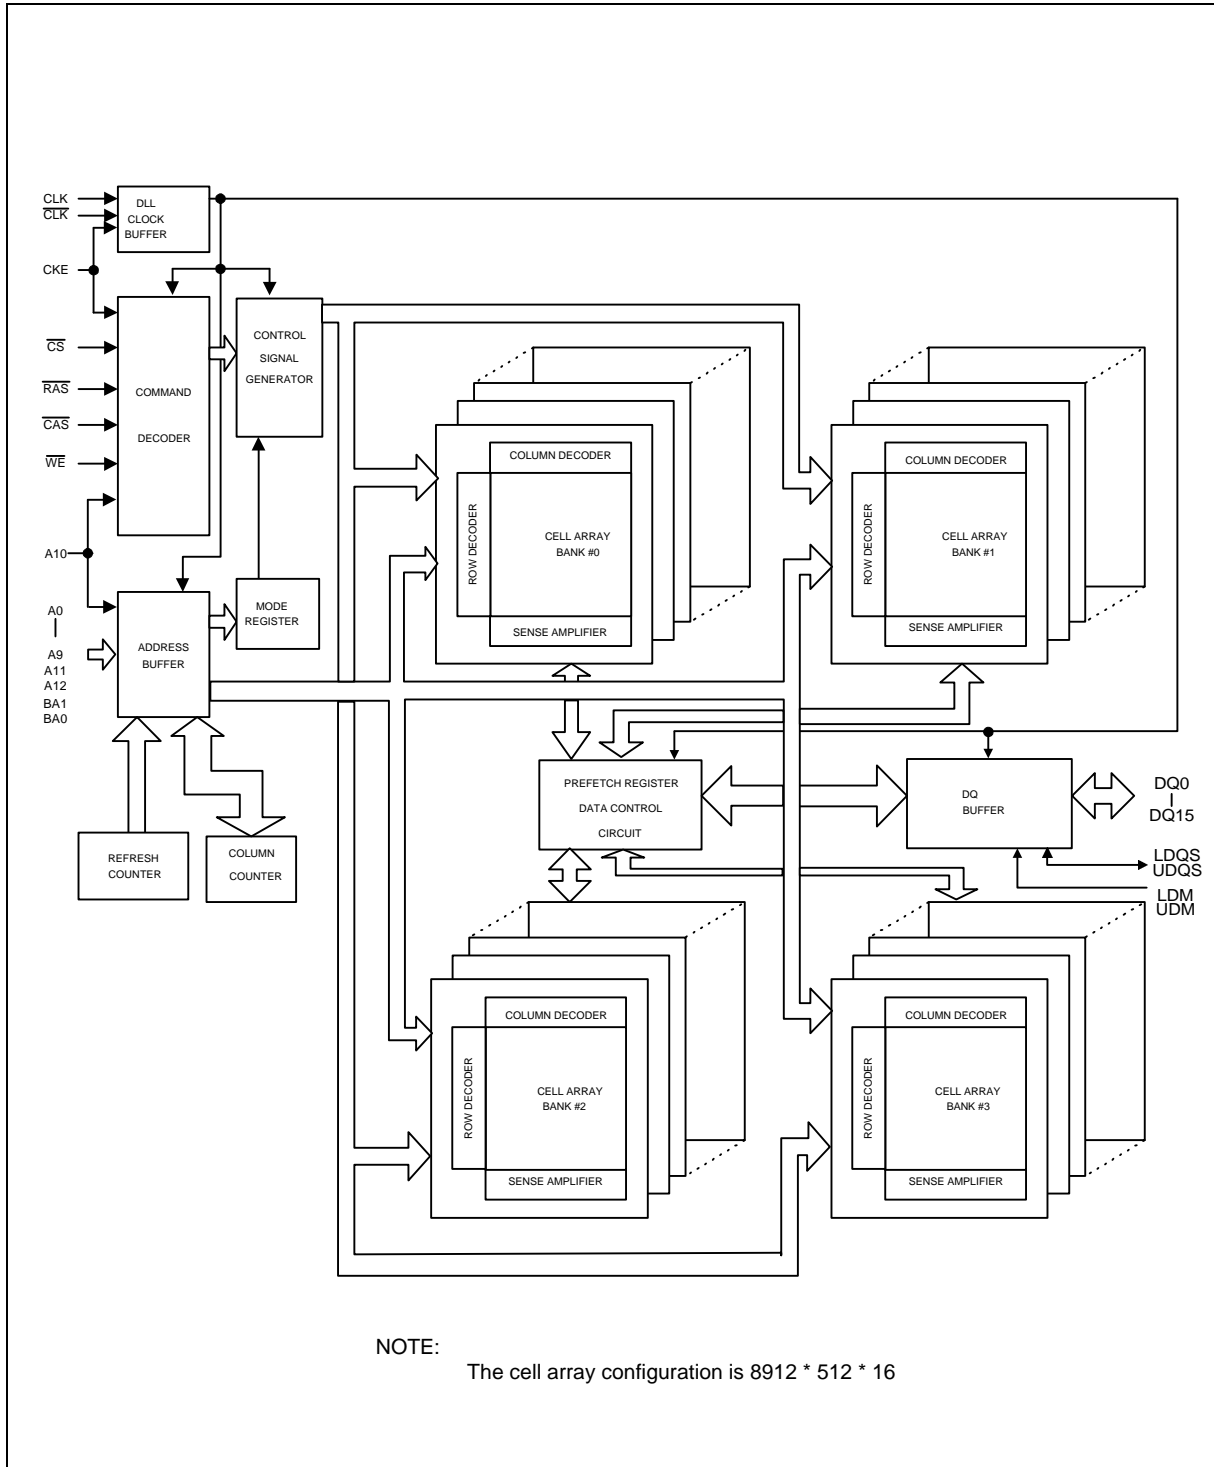 CLK
CLK
CKE
CS
RAS
CAS
WE
A10
A0
A9
A11
A12
BA1
BA0
DLL
CLOCK
BUFFER
COMMAND
DECODER
CONTROL
SIGNAL
GENERATOR
MODE
REGISTER
ADDRESS
BUFFER
REFRESH
COUNTER
COLUMN
COUNTER
COLUMN DECODER
ROW DECODER
CELL ARRAY
BANK #0
SENSE AMPLIFIER
COLUMN DECODER
ROW DECODER
CELL ARRAY
BANK #1
SENSE AMPLIFIER
PREFETCH REGISTER
DATA CONTROL
CIRCUIT
DQ
BUFFER
DQ0
DQ15
LDQS
UDQS
LDM
UDM
COLUMN DECODER
ROW DECODER
CELL ARRAY
BANK #2
SENSE AMPLIFIER
COLUMN DECODER
ROW DECODER
CELL ARRAY
BANK #3
SENSE AMPLIFIER
NOTE:
The cell array configuration is 8912 * 512 * 16